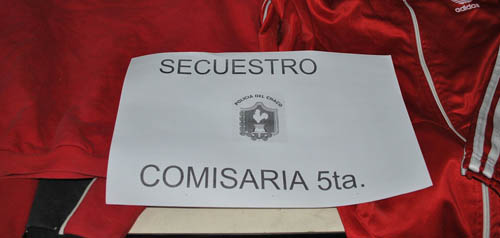 adidas
SECUESTRO
POLICIA DEL CHACO
COMISARIA 5ta.